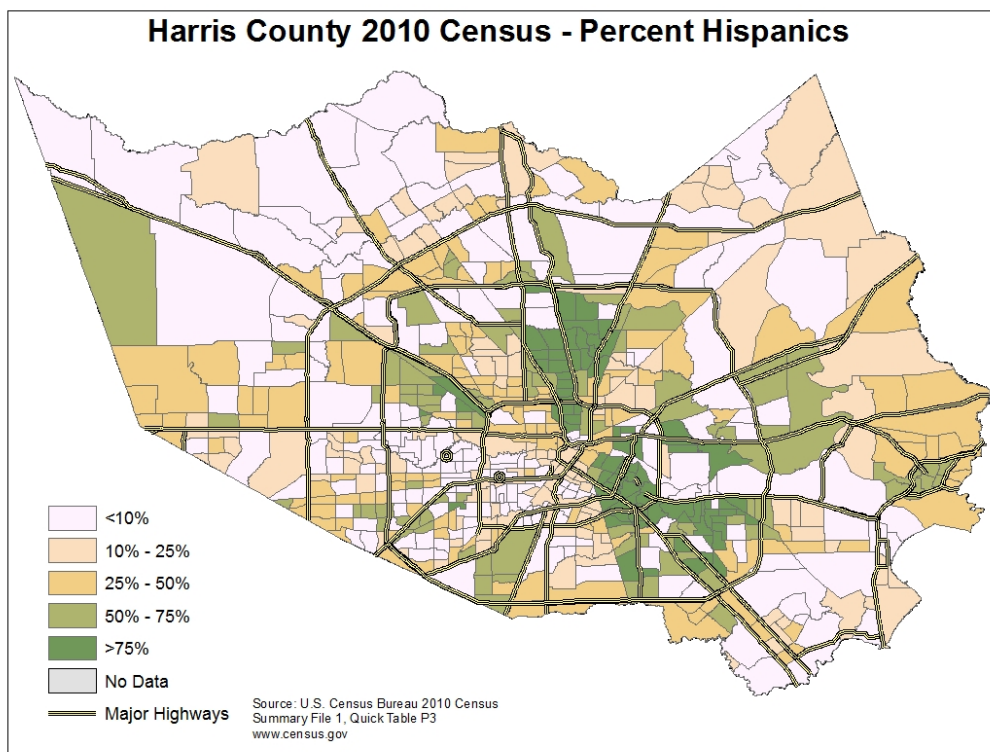 Harris County 2010 Census - Percent Hispanics
<10%
10% - 25%
25% - 50%
50% - 75%
>75%
No Data
Major Highways
Source: U.S. Census Bureau 2010 Census
Summary File 1, Quick Table P3
www.census.gov